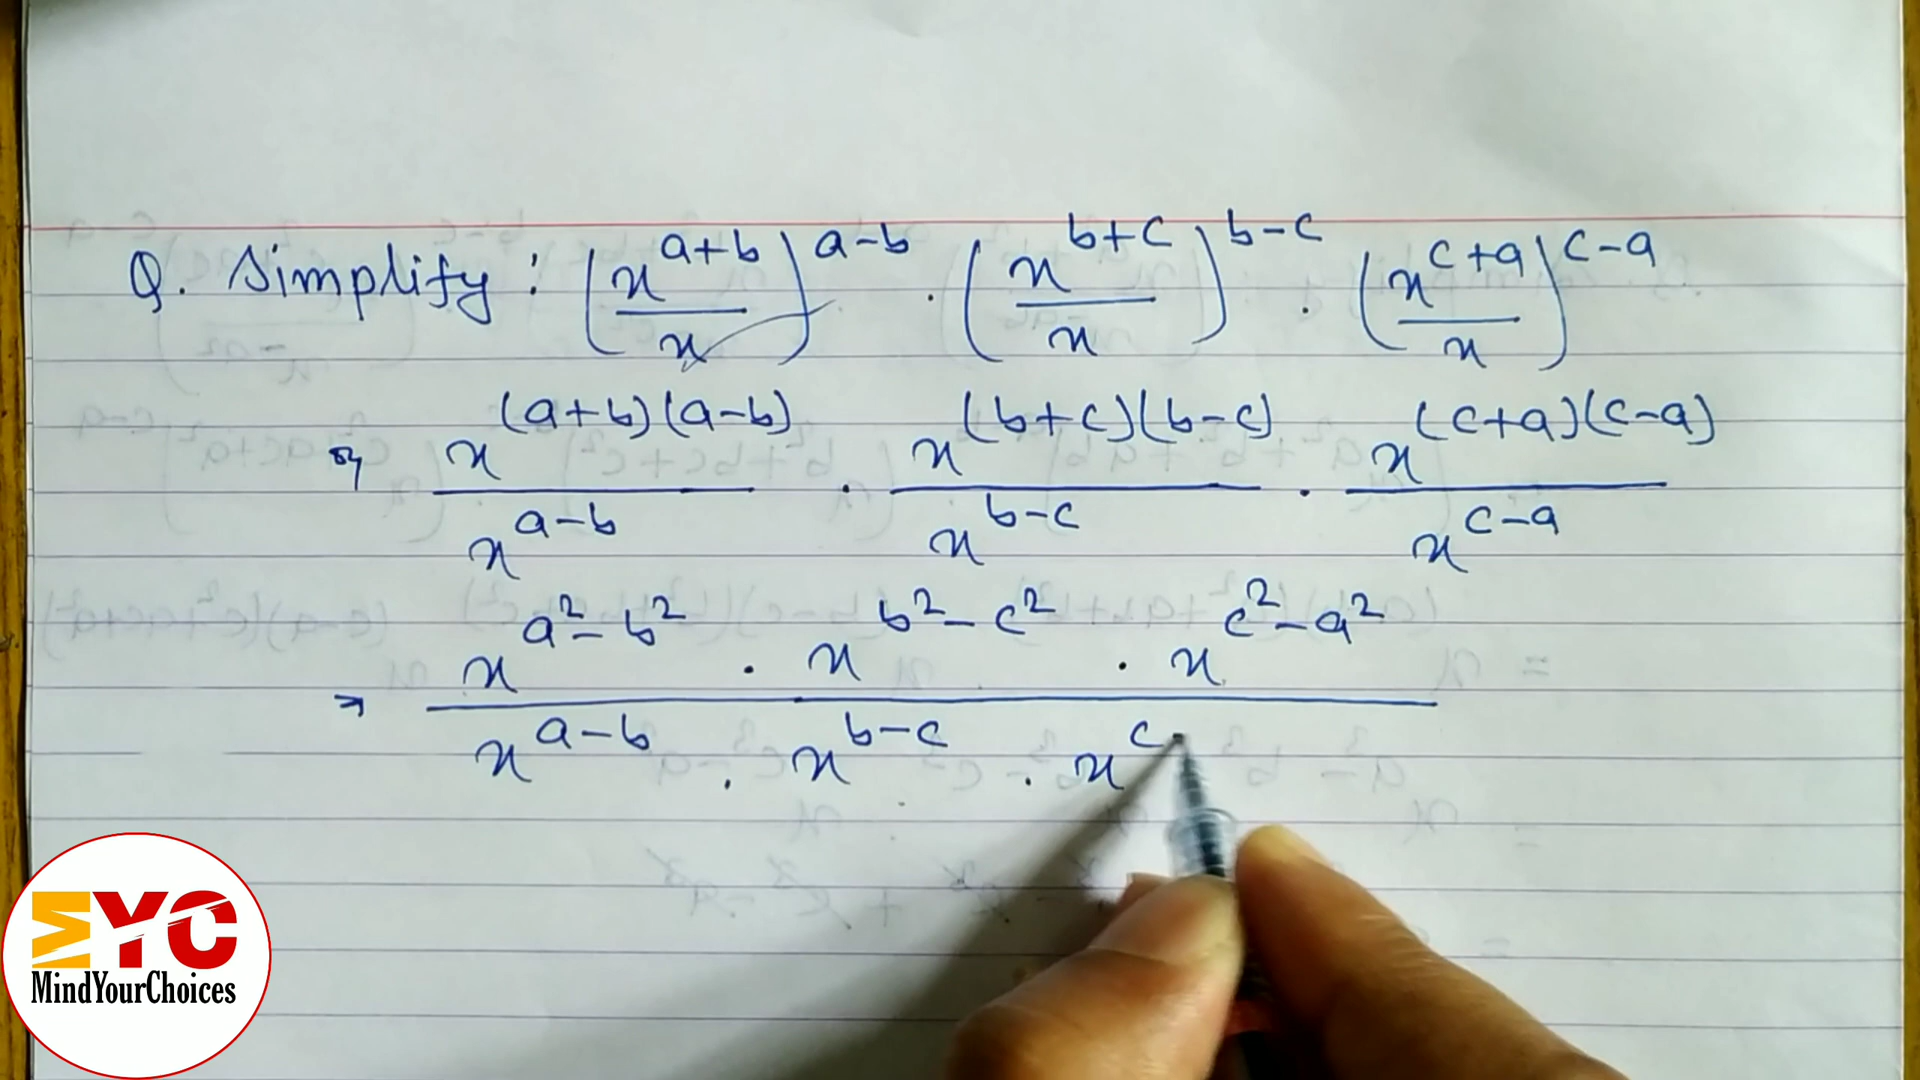 Q. Simplify : (x^(a+b)/x)^(a-b) . (x^(b+c)/x)^(b-c) . (x^(c+a)/x)^(c-a)
x^((a+b)(a-b))/x^(a-b) . x^((b+c)(b-c))/x^(b-c) . x^((c+a)(c-a))/x^(c-a)
→ (x^(a²-b²) . x^(b²-c²) . x^(c²-a²))/(x^(a-b) . x^(b-c) . x^c)
MYC
MindYourChoices